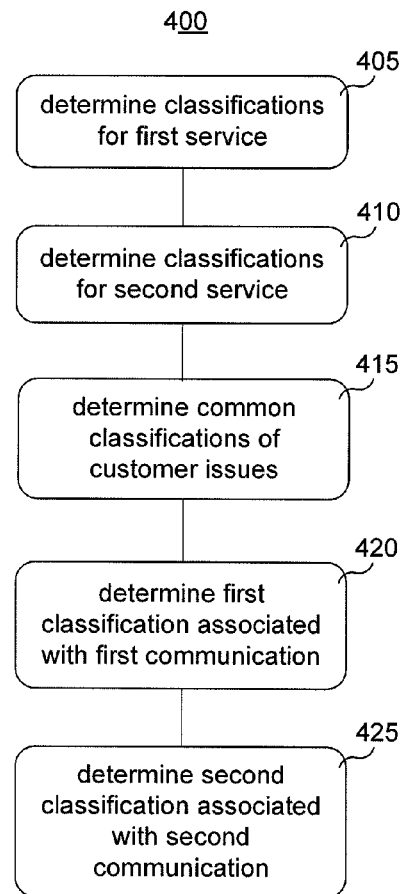 400
405
determine classifications
for first service
410
determine classifications
for second service
415
determine common
classifications of
customer issues
420
determine first
classification associated
with first communication
425
determine second
classification associated
with second
communication